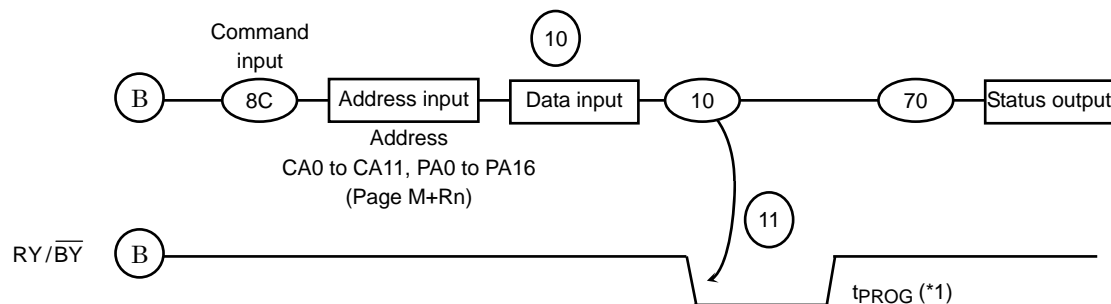 Command
input
10
B
8C
Address input
Data input
10
70
Status output
Address
CA0 to CA11, PA0 to PA16
(Page M+Rn)
11
RY/BY
B
tPROG (*1)